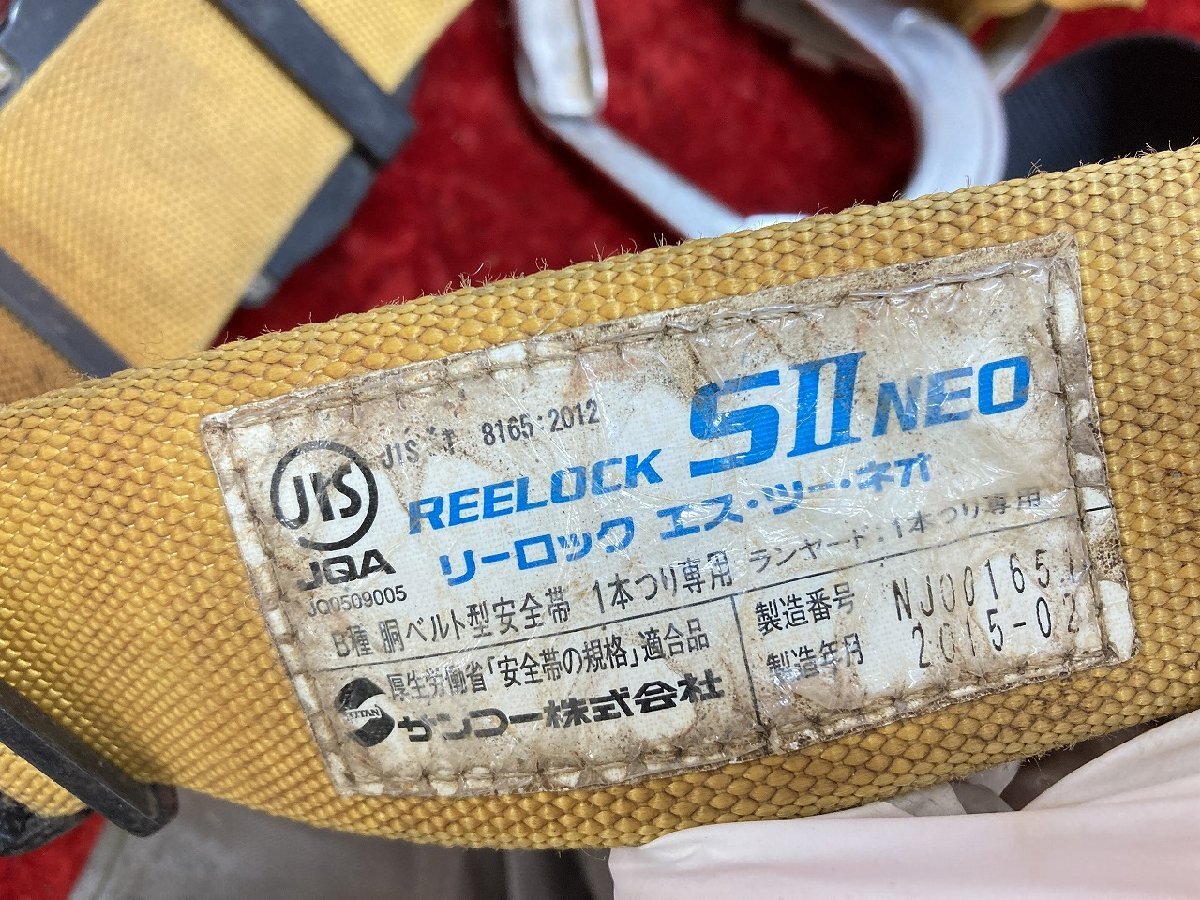 JIS
JQA
JQ0509005
JIS 8165:2012
REELOCK SII NEO
リーロック エス・ツー・ネオ
B種 胴ベルト型安全帯 1本つり専用 ランヤード:1本つり専用
厚生労働省「安全帯の規格」適合品
TITAN
サンコー株式会社
製造番号
製造年月 2015-02